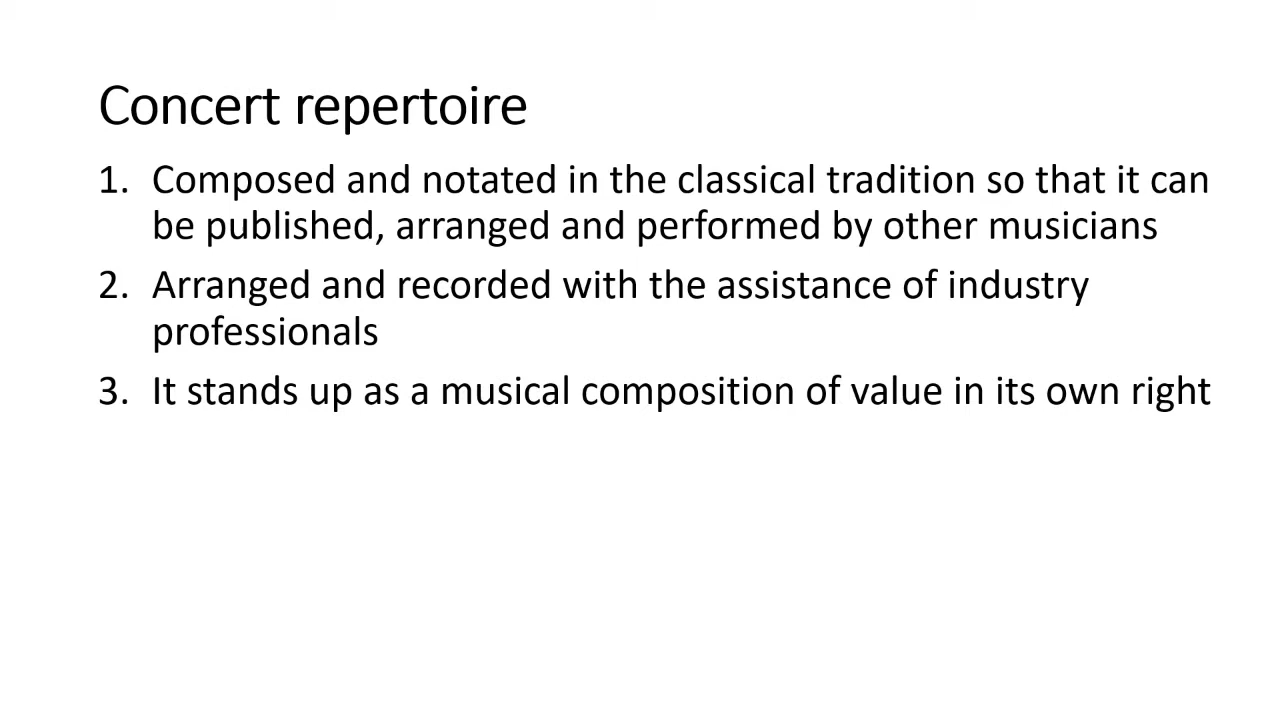 Concert repertoire
1. Composed and notated in the classical tradition so that it can
be published, arranged and performed by other musicians
2. Arranged and recorded with the assistance of industry
professionals
3. It stands up as a musical composition of value in its own right